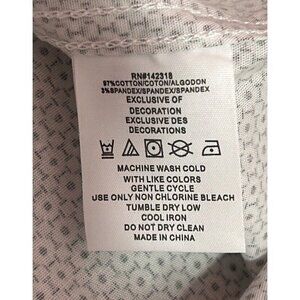 RN#142318
97%COTTON/COTON/ALGODON
3%SPANDEX/SPANDEX/SPANDEX
EXCLUSIVE OF
DECORATION
EXCLUSIVE DES
DECORATIONS
MACHINE WASH COLD
WITH LIKE COLORS
GENTLE CYCLE
USE ONLY NON CHLORINE BLEACH
TUMBLE DRY LOW
COOL IRON
DO NOT DRY CLEAN
MADE IN CHINA